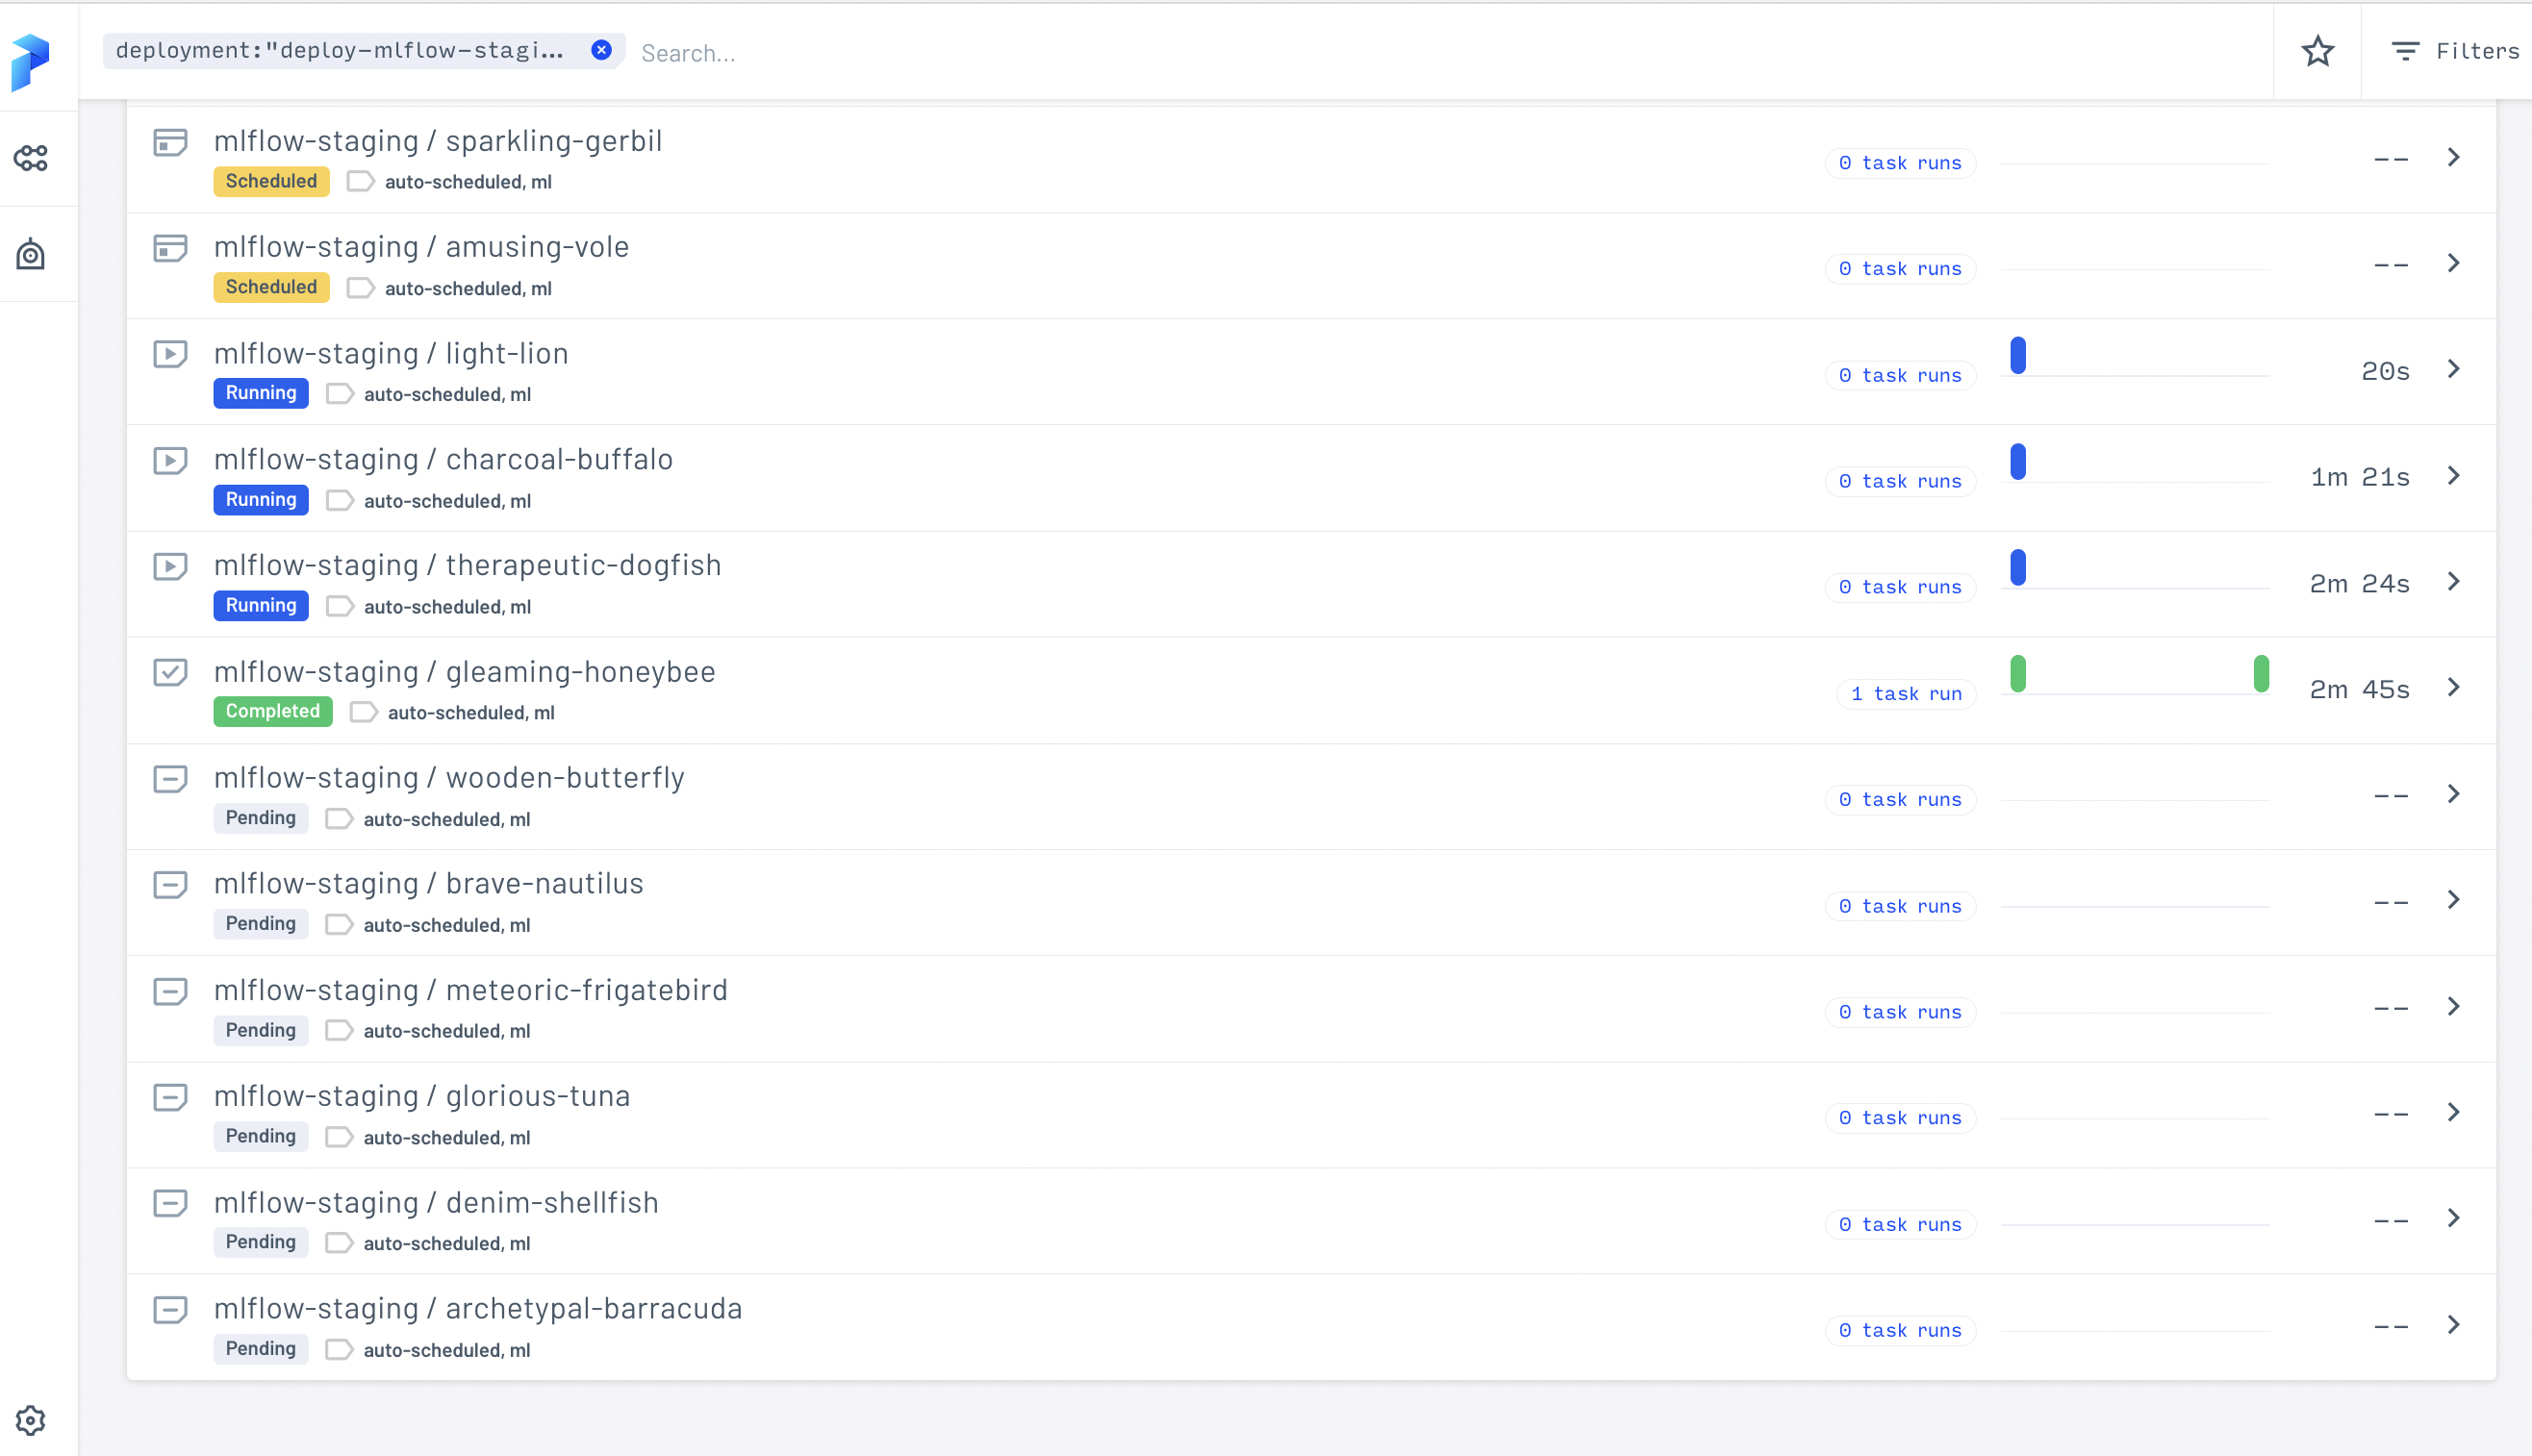 deployment:"deploy-mlflow-stagi... Search... Filters
mlflow-staging / sparkling-gerbil
Scheduled auto-scheduled, ml 0 task runs --
mlflow-staging / amusing-vole
Scheduled auto-scheduled, ml 0 task runs --
mlflow-staging / light-lion
Running auto-scheduled, ml 0 task runs 20s
mlflow-staging / charcoal-buffalo
Running auto-scheduled, ml 0 task runs 1m 21s
mlflow-staging / therapeutic-dogfish
Running auto-scheduled, ml 0 task runs 2m 24s
mlflow-staging / gleaming-honeybee
Completed auto-scheduled, ml 1 task run 2m 45s
mlflow-staging / wooden-butterfly
Pending auto-scheduled, ml 0 task runs --
mlflow-staging / brave-nautilus
Pending auto-scheduled, ml 0 task runs --
mlflow-staging / meteoric-frigatebird
Pending auto-scheduled, ml 0 task runs --
mlflow-staging / glorious-tuna
Pending auto-scheduled, ml 0 task runs --
mlflow-staging / denim-shellfish
Pending auto-scheduled, ml 0 task runs --
mlflow-staging / archetypal-barracuda
Pending auto-scheduled, ml 0 task runs --